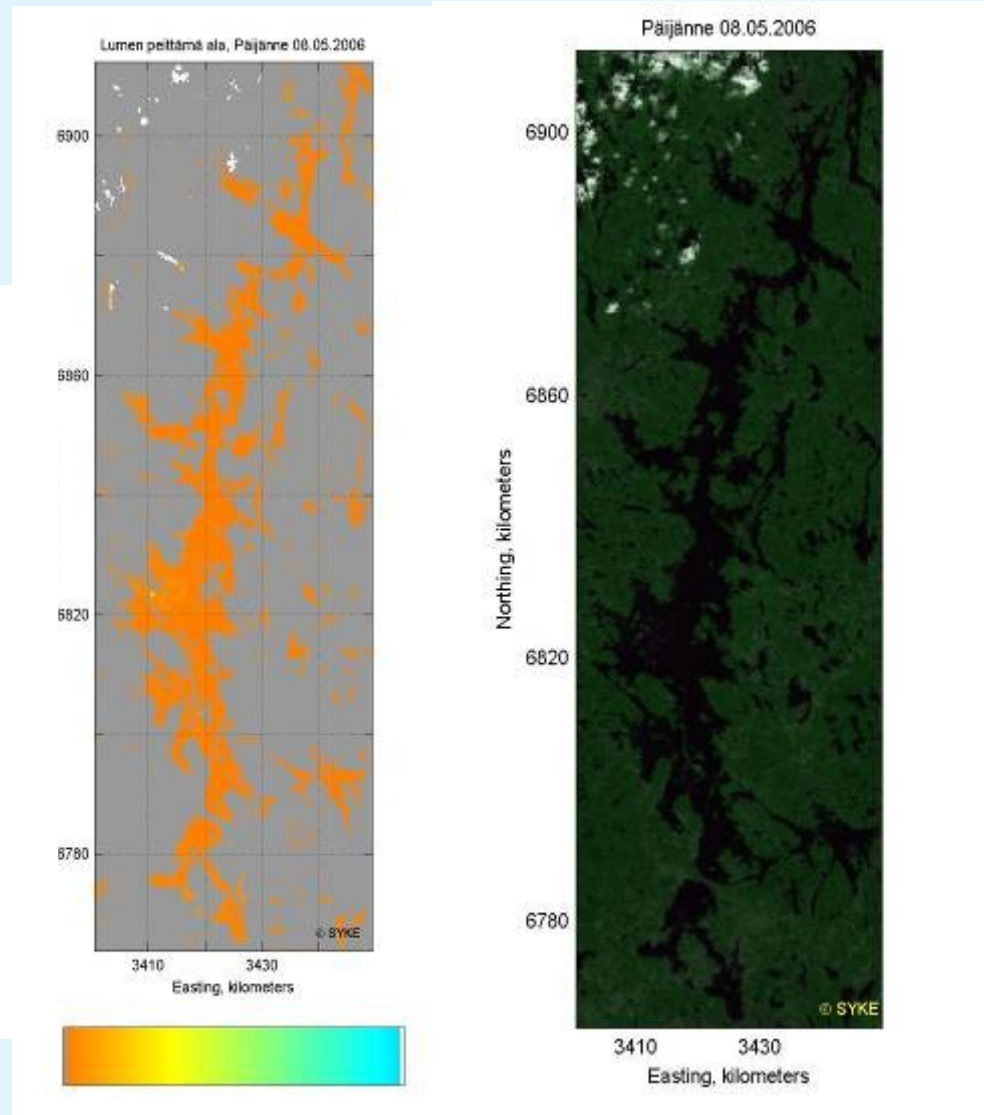 Lumen peittämä ala, Päijänne 08.05.2006
6900
6860
6820
6780
© SYKE
3410 3430
Easting, kilometers
Päijänne 08.05.2006
6900
6860
6820
6780
Northing, kilometers
© SYKE
3410 3430
Easting, kilometers